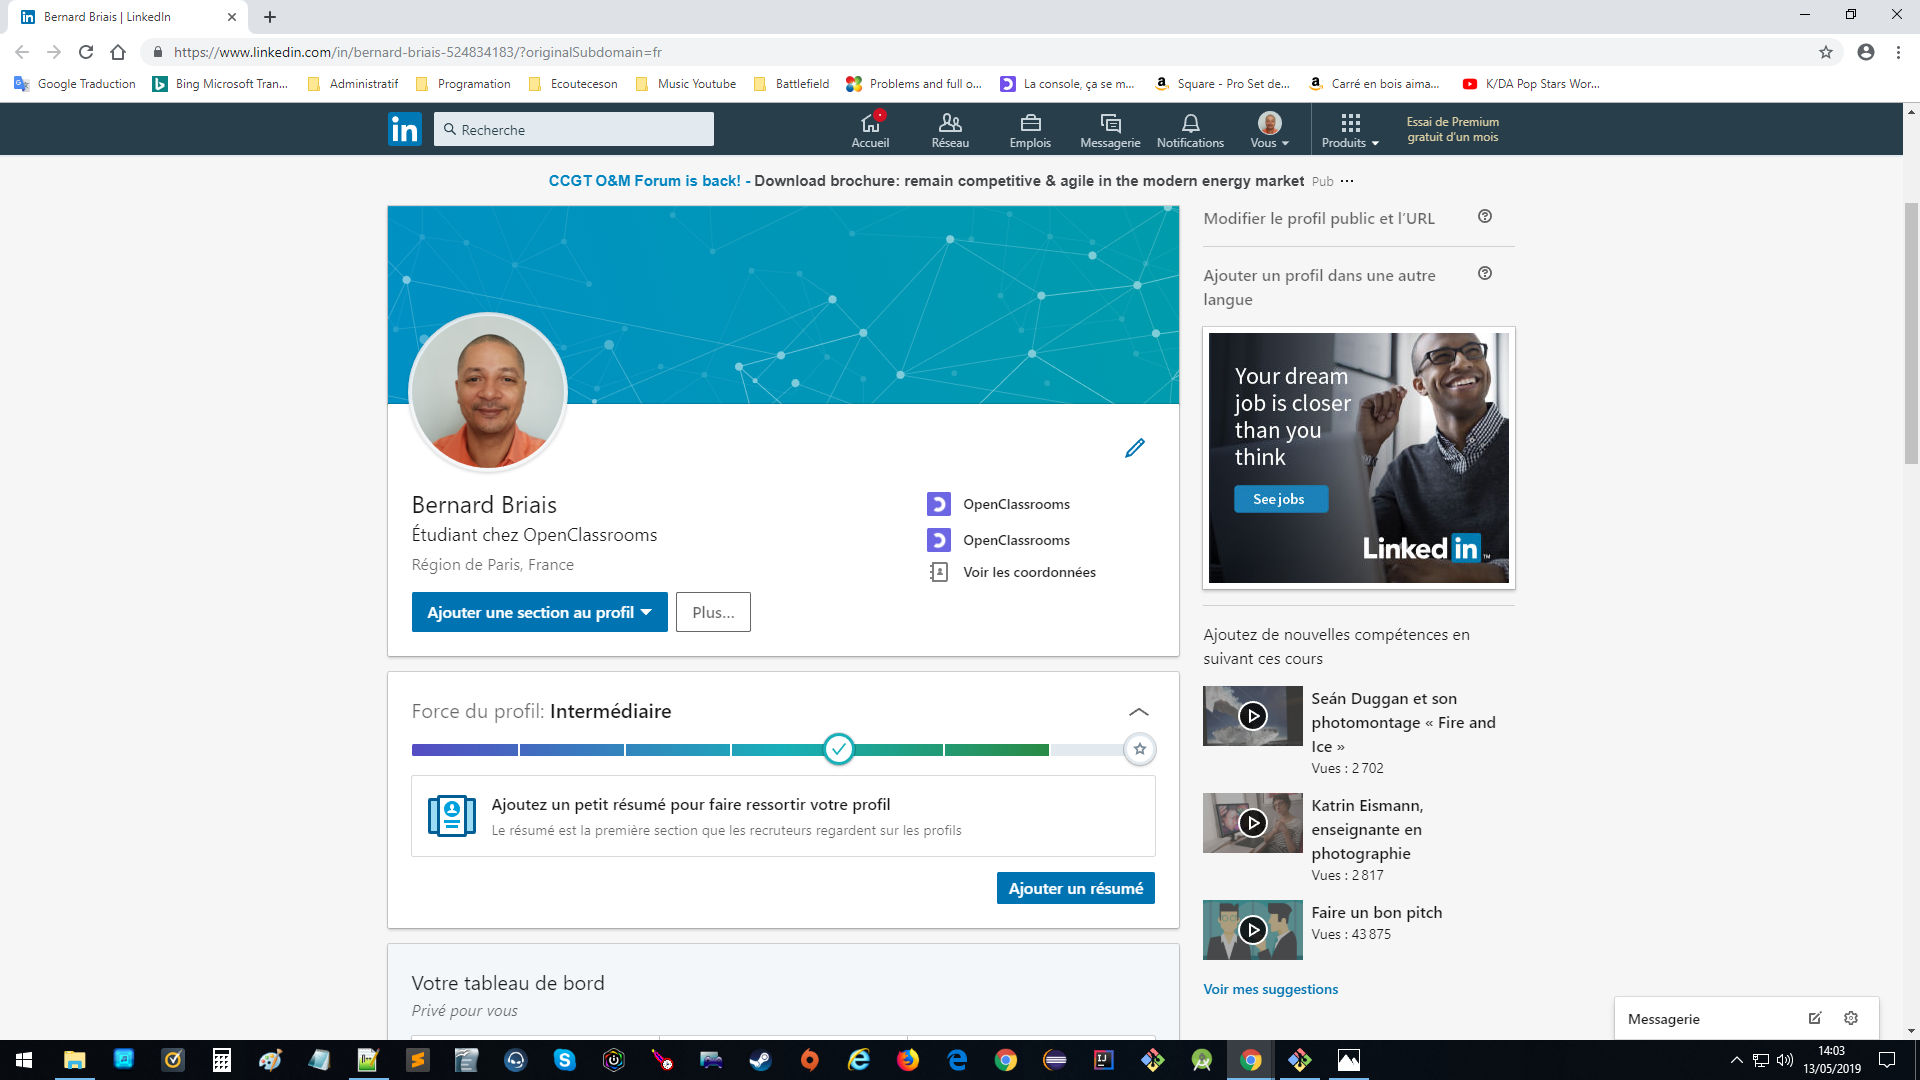 Bernard Briais | LinkedIn
https://www.linkedin.com/in/bernard-briais-524834183/?originalSubdomain=fr
Google Traduction
Bing Microsoft Tran...
Administratif
Programation
Ecouteceson
Music Youtube
Battlefield
Problems and full o...
La console, ça se m...
Square - Pro Set de...
Carré en bois aima...
K/DA Pop Stars Wor...
in
Recherche
Accueil
Réseau
Emplois
Messagerie
Notifications
Vous
Produits
Essai de Premium
gratuit d'un mois
CCGT O&M Forum is back! - Download brochure: remain competitive & agile in the modern energy market Pub ...
Bernard Briais
Étudiant chez OpenClassrooms
Région de Paris, France
OpenClassrooms
OpenClassrooms
Voir les coordonnées
Ajouter une section au profil
Plus...
Force du profil: Intermédiaire
Ajoutez un petit résumé pour faire ressortir votre profil
Le résumé est la première section que les recruteurs regardent sur les profils
Ajouter un résumé
Votre tableau de bord
Privé pour vous
Modifier le profil public et l'URL
Ajouter un profil dans une autre
langue
Your dream
job is closer
than you
think
See jobs
Linked in
Ajoutez de nouvelles compétences en
suivant ces cours
Seán Duggan et son
photomontage « Fire and
Ice »
Vues : 2 702
Katrin Eismann,
enseignante en
photographie
Vues : 2 817
Faire un bon pitch
Vues : 43 875
Voir mes suggestions
Messagerie
14:03
13/05/2019